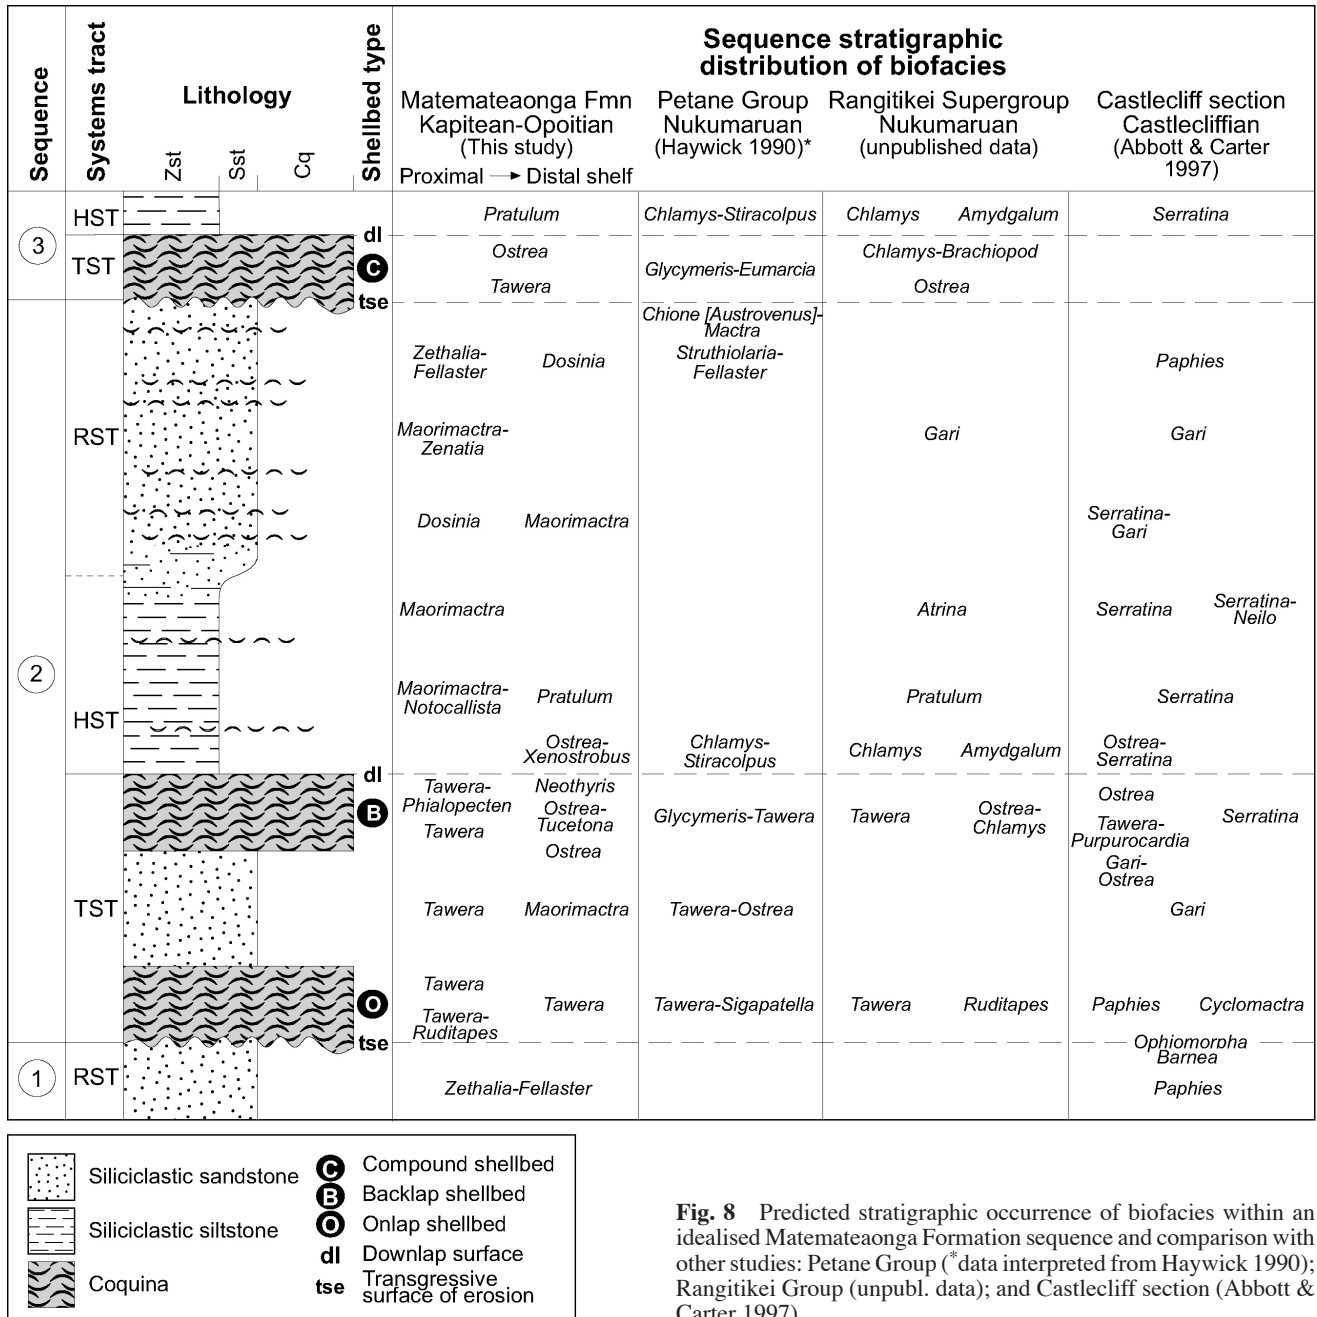 Sequence
Systems tract
Lithology
Zst
Sst
Cq
Shellbed type
Sequence stratigraphic
distribution of biofacies
Matemateaonga Fmn
Kapitean-Opoitian
(This study)
Proximal → Distal shelf
Petane Group
Nukumaruan
(Haywick 1990)*
Rangitikei Supergroup
Nukumaruan
(unpublished data)
Castlecliff section
Castlecliffian
(Abbott & Carter
1997)
3
HST
dl
Pratulum
Chlamys-Stiracolpus
Chlamys
Amydgalum
Serratina
TST
C
tse
Ostrea
Tawera
Glycymeris-Eumarcia
Chlamys-Brachiopod
Ostrea
2
RST
Chione [Austrovenus]-
Mactra
Zethalia-
Fellaster
Dosinia
Struthiolaria-
Fellaster
Paphies
Maorimactra-
Zenatia
Gari
Gari
Dosinia
Maorimactra
Serratina-
Gari
HST
Maorimactra
Atrina
Serratina
Serratina-
Neilo
Maorimactra-
Notocallista
Pratulum
Pratulum
Serratina
Ostrea-
Xenostrobus
Chlamys-
Stiracolpus
Chlamys
Amydgalum
Ostrea-
Serratina
dl
B
TST
Tawera-
Phialopecten
Tawera
Neothyris
Ostrea-
Tucetona
Ostrea
Glycymeris-Tawera
Tawera
Ostrea-
Chlamys
Ostrea
Tawera-
Purpurocardia
Gari-
Ostrea
Serratina
Tawera
Maorimactra
Tawera-Ostrea
Gari
O
tse
Tawera
Tawera-
Ruditapes
Tawera
Tawera-Sigapatella
Tawera
Ruditapes
Paphies
Cyclomactra
Ophiomorpha
Barnea
1
RST
Zethalia-Fellaster
Paphies
Siliciclastic sandstone
Siliciclastic siltstone
Coquina
C Compound shellbed
B Backlap shellbed
O Onlap shellbed
dl Downlap surface
tse Transgressive
surface of erosion
Fig. 8 Predicted stratigraphic occurrence of biofacies within an
idealised Matemateaonga Formation sequence and comparison with
other studies: Petane Group (*data interpreted from Haywick 1990);
Rangitikei Group (unpubl. data); and Castlecliff section (Abbott &
Carter 1997)